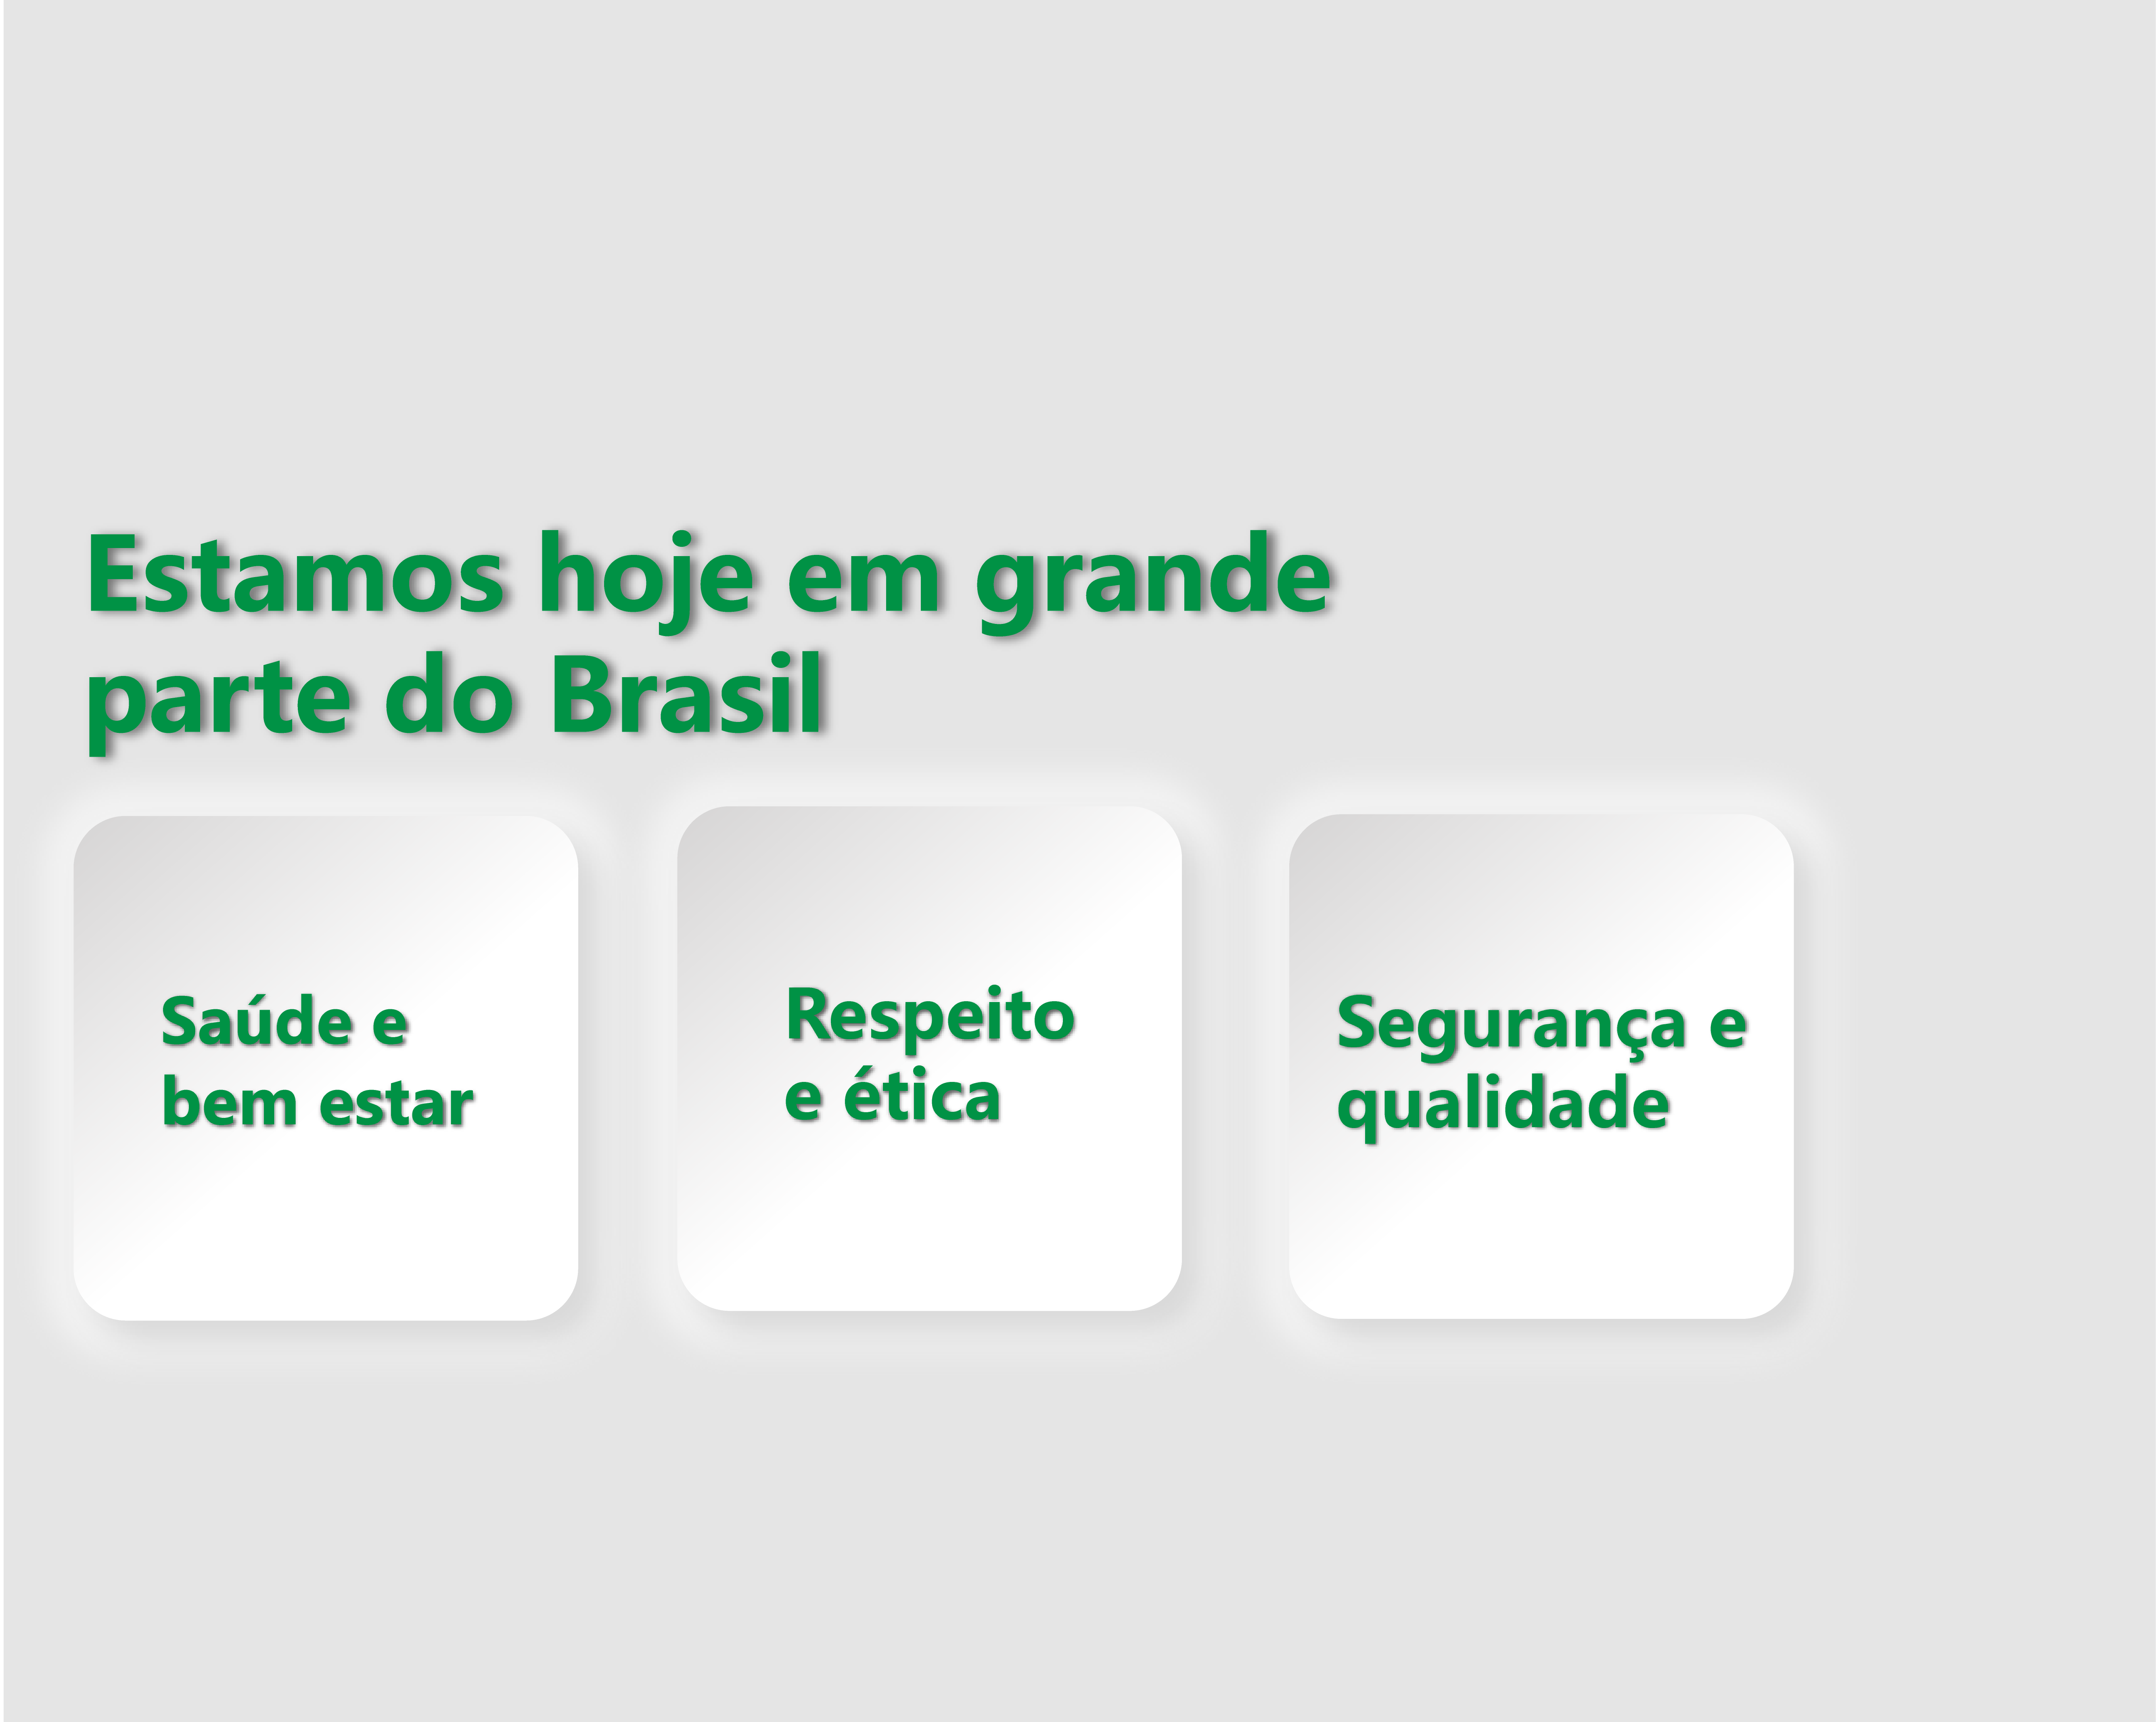 Estamos hoje em grande
parte do Brasil
Saúde e
bem estar
Respeito
e ética
Segurança e
qualidade